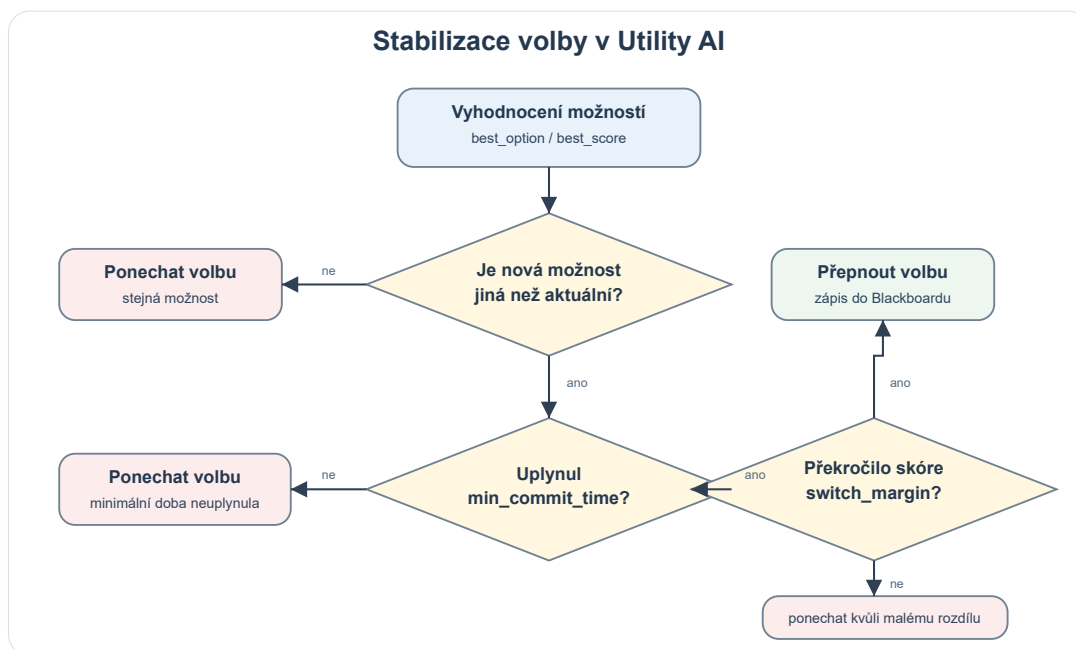 Stabilizace volby v Utility AI
Vyhodnocení možností
best_option / best_score
Je nová možnost
jiná než aktuální?
ne
Ponechat volbu
stejná možnost
Přepnout volbu
zápis do Blackboardu
ano
ano
Uplynul
min_commit_time?
ne
Ponechat volbu
minimální doba neuplynula
ano
Překročilo skóre
switch_margin?
ne
ponechat kvůli malému rozdílu